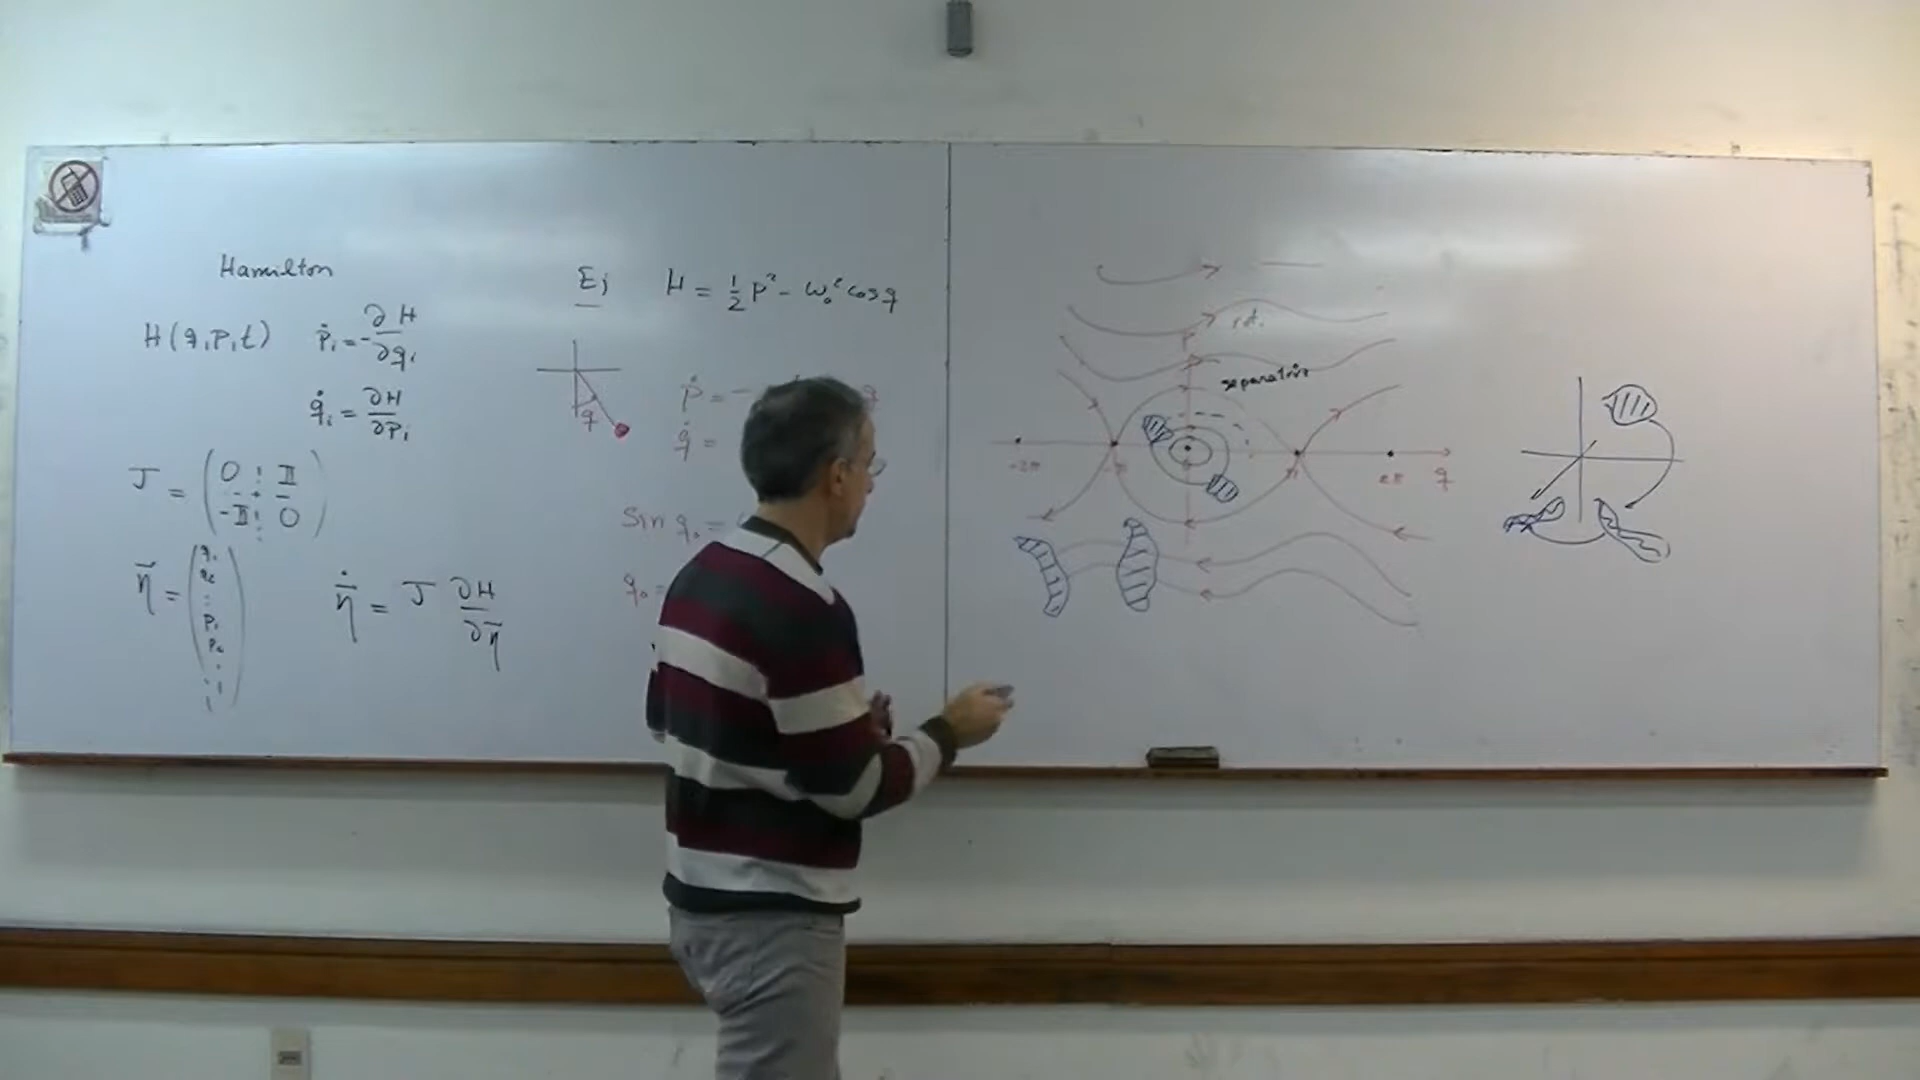 Hamilton
H(q,p,t) ṗᵢ = -∂H/∂qᵢ
q̇ᵢ = ∂H/∂pᵢ
J = ( 0 𝕀 / -𝕀 0 )
η̄ = ( q₁ q₂ : p₁ p₂ : )
η̄̇ = J ∂H/∂η̄
Ej H = 1/2 p² - ω₀² cos q
q
ṗ = -
q̇ =
Sin q₀ =
q₀ =
rot.
p
separatriz
-2π -π π 2π q